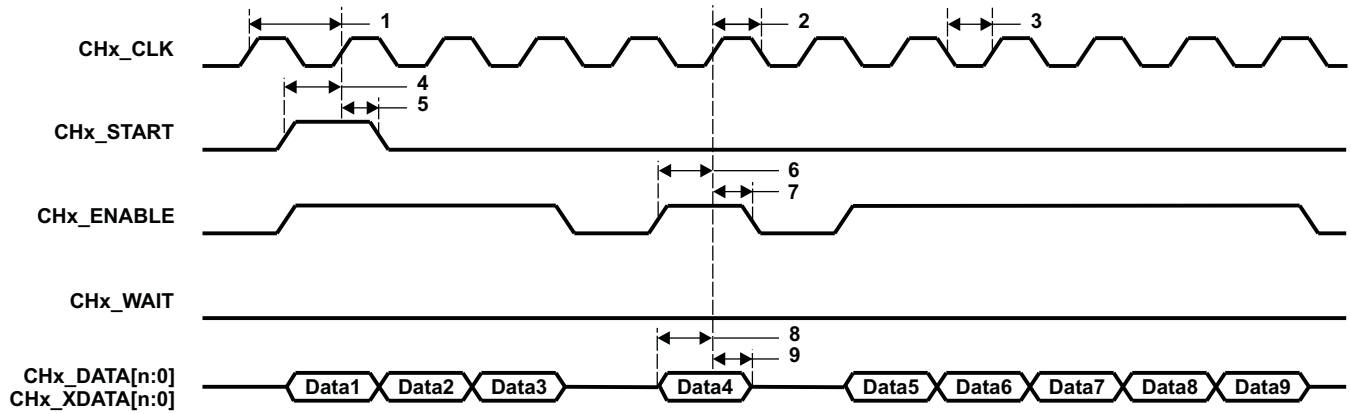 1
2
3
CHx_CLK
4
5
CHx_START
6
7
CHx_ENABLE
CHx_WAIT
8
9
CHx_DATA[n:0]
CHx_XDATA[n:0]
Data1 Data2 Data3 Data4 Data5 Data6 Data7 Data8 Data9